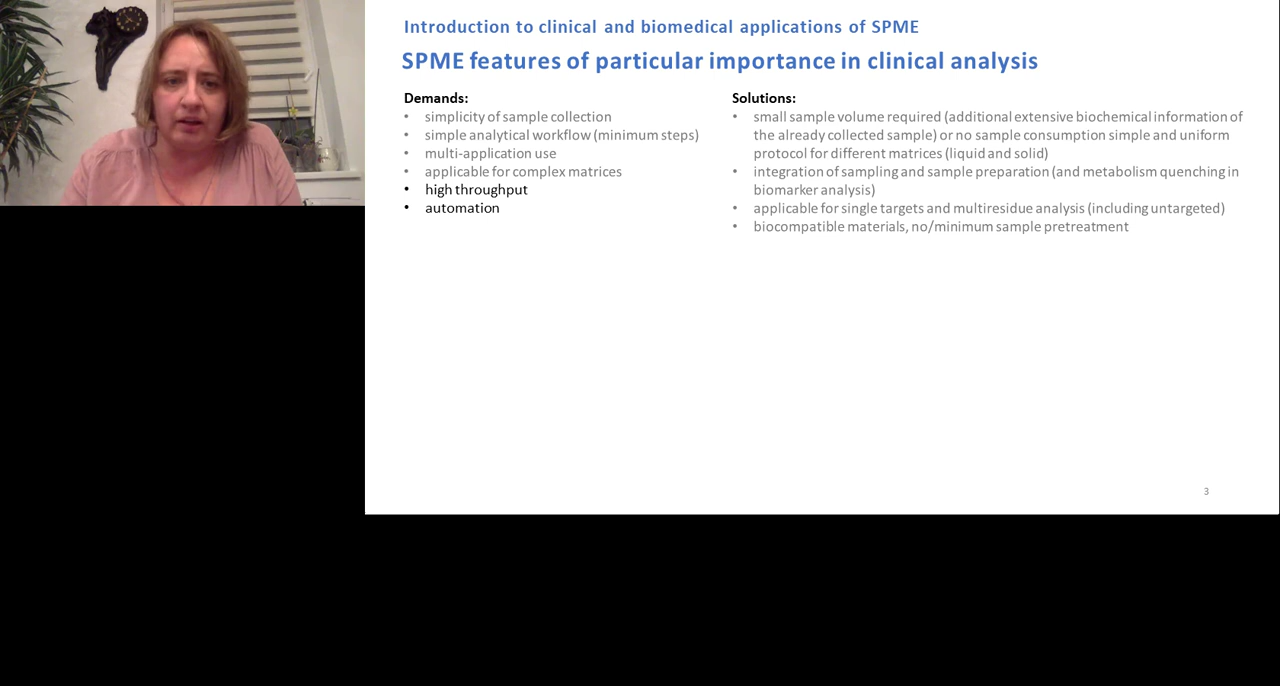 Introduction to clinical and biomedical applications of SPME
SPME features of particular importance in clinical analysis
Demands:
• simplicity of sample collection
• simple analytical workflow (minimum steps)
• multi-application use
• applicable for complex matrices
• high throughput
• automation
Solutions:
• small sample volume required (additional extensive biochemical information of
the already collected sample) or no sample consumption simple and uniform
protocol for different matrices (liquid and solid)
• integration of sampling and sample preparation (and metabolism quenching in
biomarker analysis)
• applicable for single targets and multiresidue analysis (including untargeted)
• biocompatible materials, no/minimum sample pretreatment
3